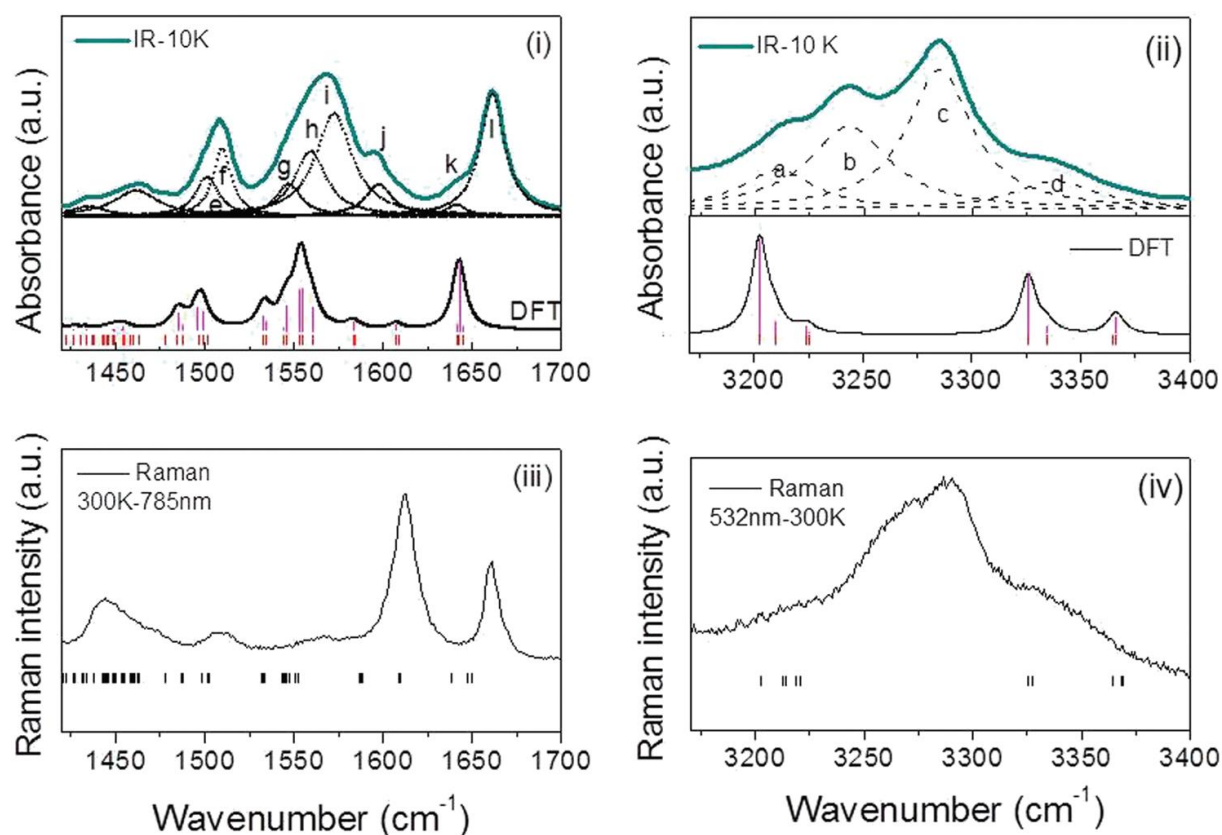 IR-10K
(i)
i
h
j
f
g
k
l
e
Absorbance (a.u.)
DFT
1450 1500 1550 1600 1650 1700
IR-10 K
(ii)
c
a
b
d
Absorbance (a.u.)
DFT
3200 3250 3300 3350 3400
Raman
300K-785nm
(iii)
Raman intensity (a.u.)
1450 1500 1550 1600 1650 1700
Wavenumber (cm⁻¹)
Raman
532nm-300K
(iv)
Raman intensity (a.u.)
3200 3250 3300 3350 3400
Wavenumber (cm⁻¹)